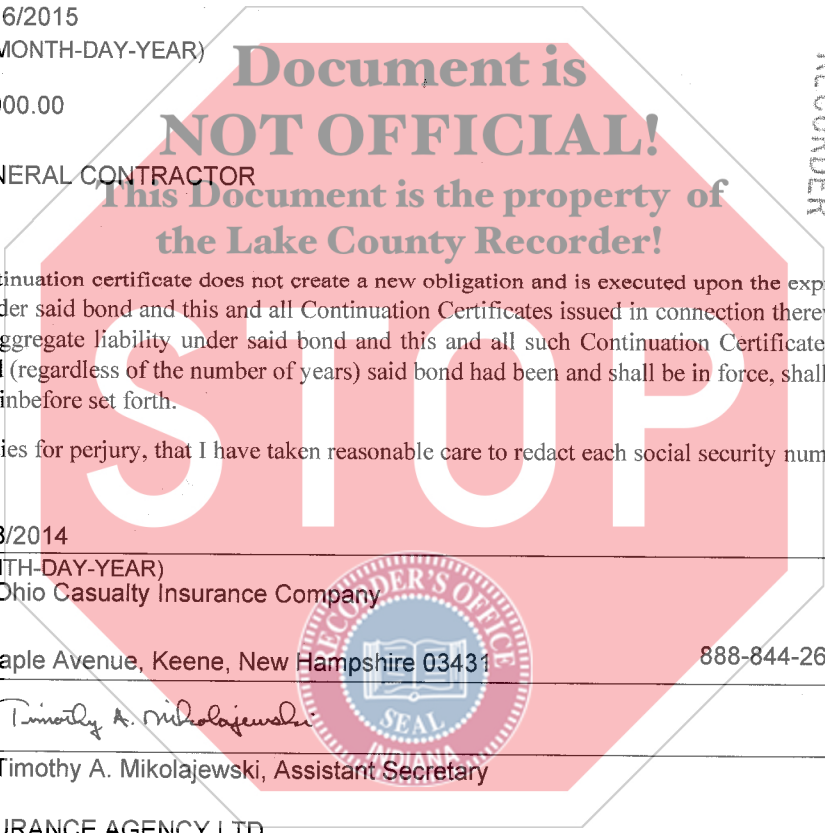 6/2015
MONTH-DAY-YEAR)
Document is
000.00
NOT OFFICIAL!
RECORDER
NERAL CONTRACTOR
This Document is the property of
the Lake County Recorder!
tinuation certificate does not create a new obligation and is executed upon the exp
der said bond and this and all Continuation Certificates issued in connection there
ggregate liability under said bond and this and all such Continuation Certificate
(regardless of the number of years) said bond had been and shall be in force, shall
inbefore set forth.
STOP
ies for perjury, that I have taken reasonable care to redact each social security num
3/2014
TH-DAY-YEAR)
Ohio Casualty Insurance Company
RECORDER'S OFFICE
aple Avenue, Keene, New Hampshire 03431
888-844-26
Timothy A. Mikolajewski
SEAL
INDIANA
Timothy A. Mikolajewski, Assistant Secretary
URANCE AGENCY LTD